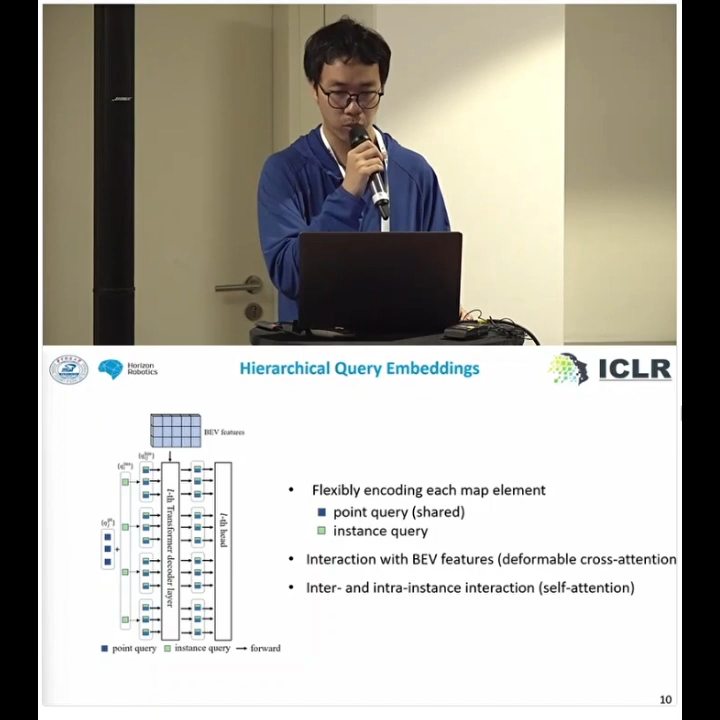 BOSE
Horizon
Robotics
Hierarchical Query Embeddings
ICLR
BEV features
l-th Transformer decoder layer
l-th head
+
point query instance query forward
• Flexibly encoding each map element
point query (shared)
instance query
• Interaction with BEV features (deformable cross-attention
• Inter- and intra-instance interaction (self-attention)
10